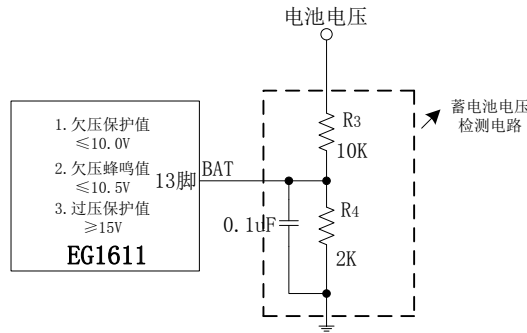 电池电压
蓄电池电压
检测电路
1.欠压保护值
≤10.0V
2.欠压蜂鸣值
≤10.5V
3.过压保护值
≥15V
EG1611
13脚
BAT
R3
10K
0.1uF
R4
2K